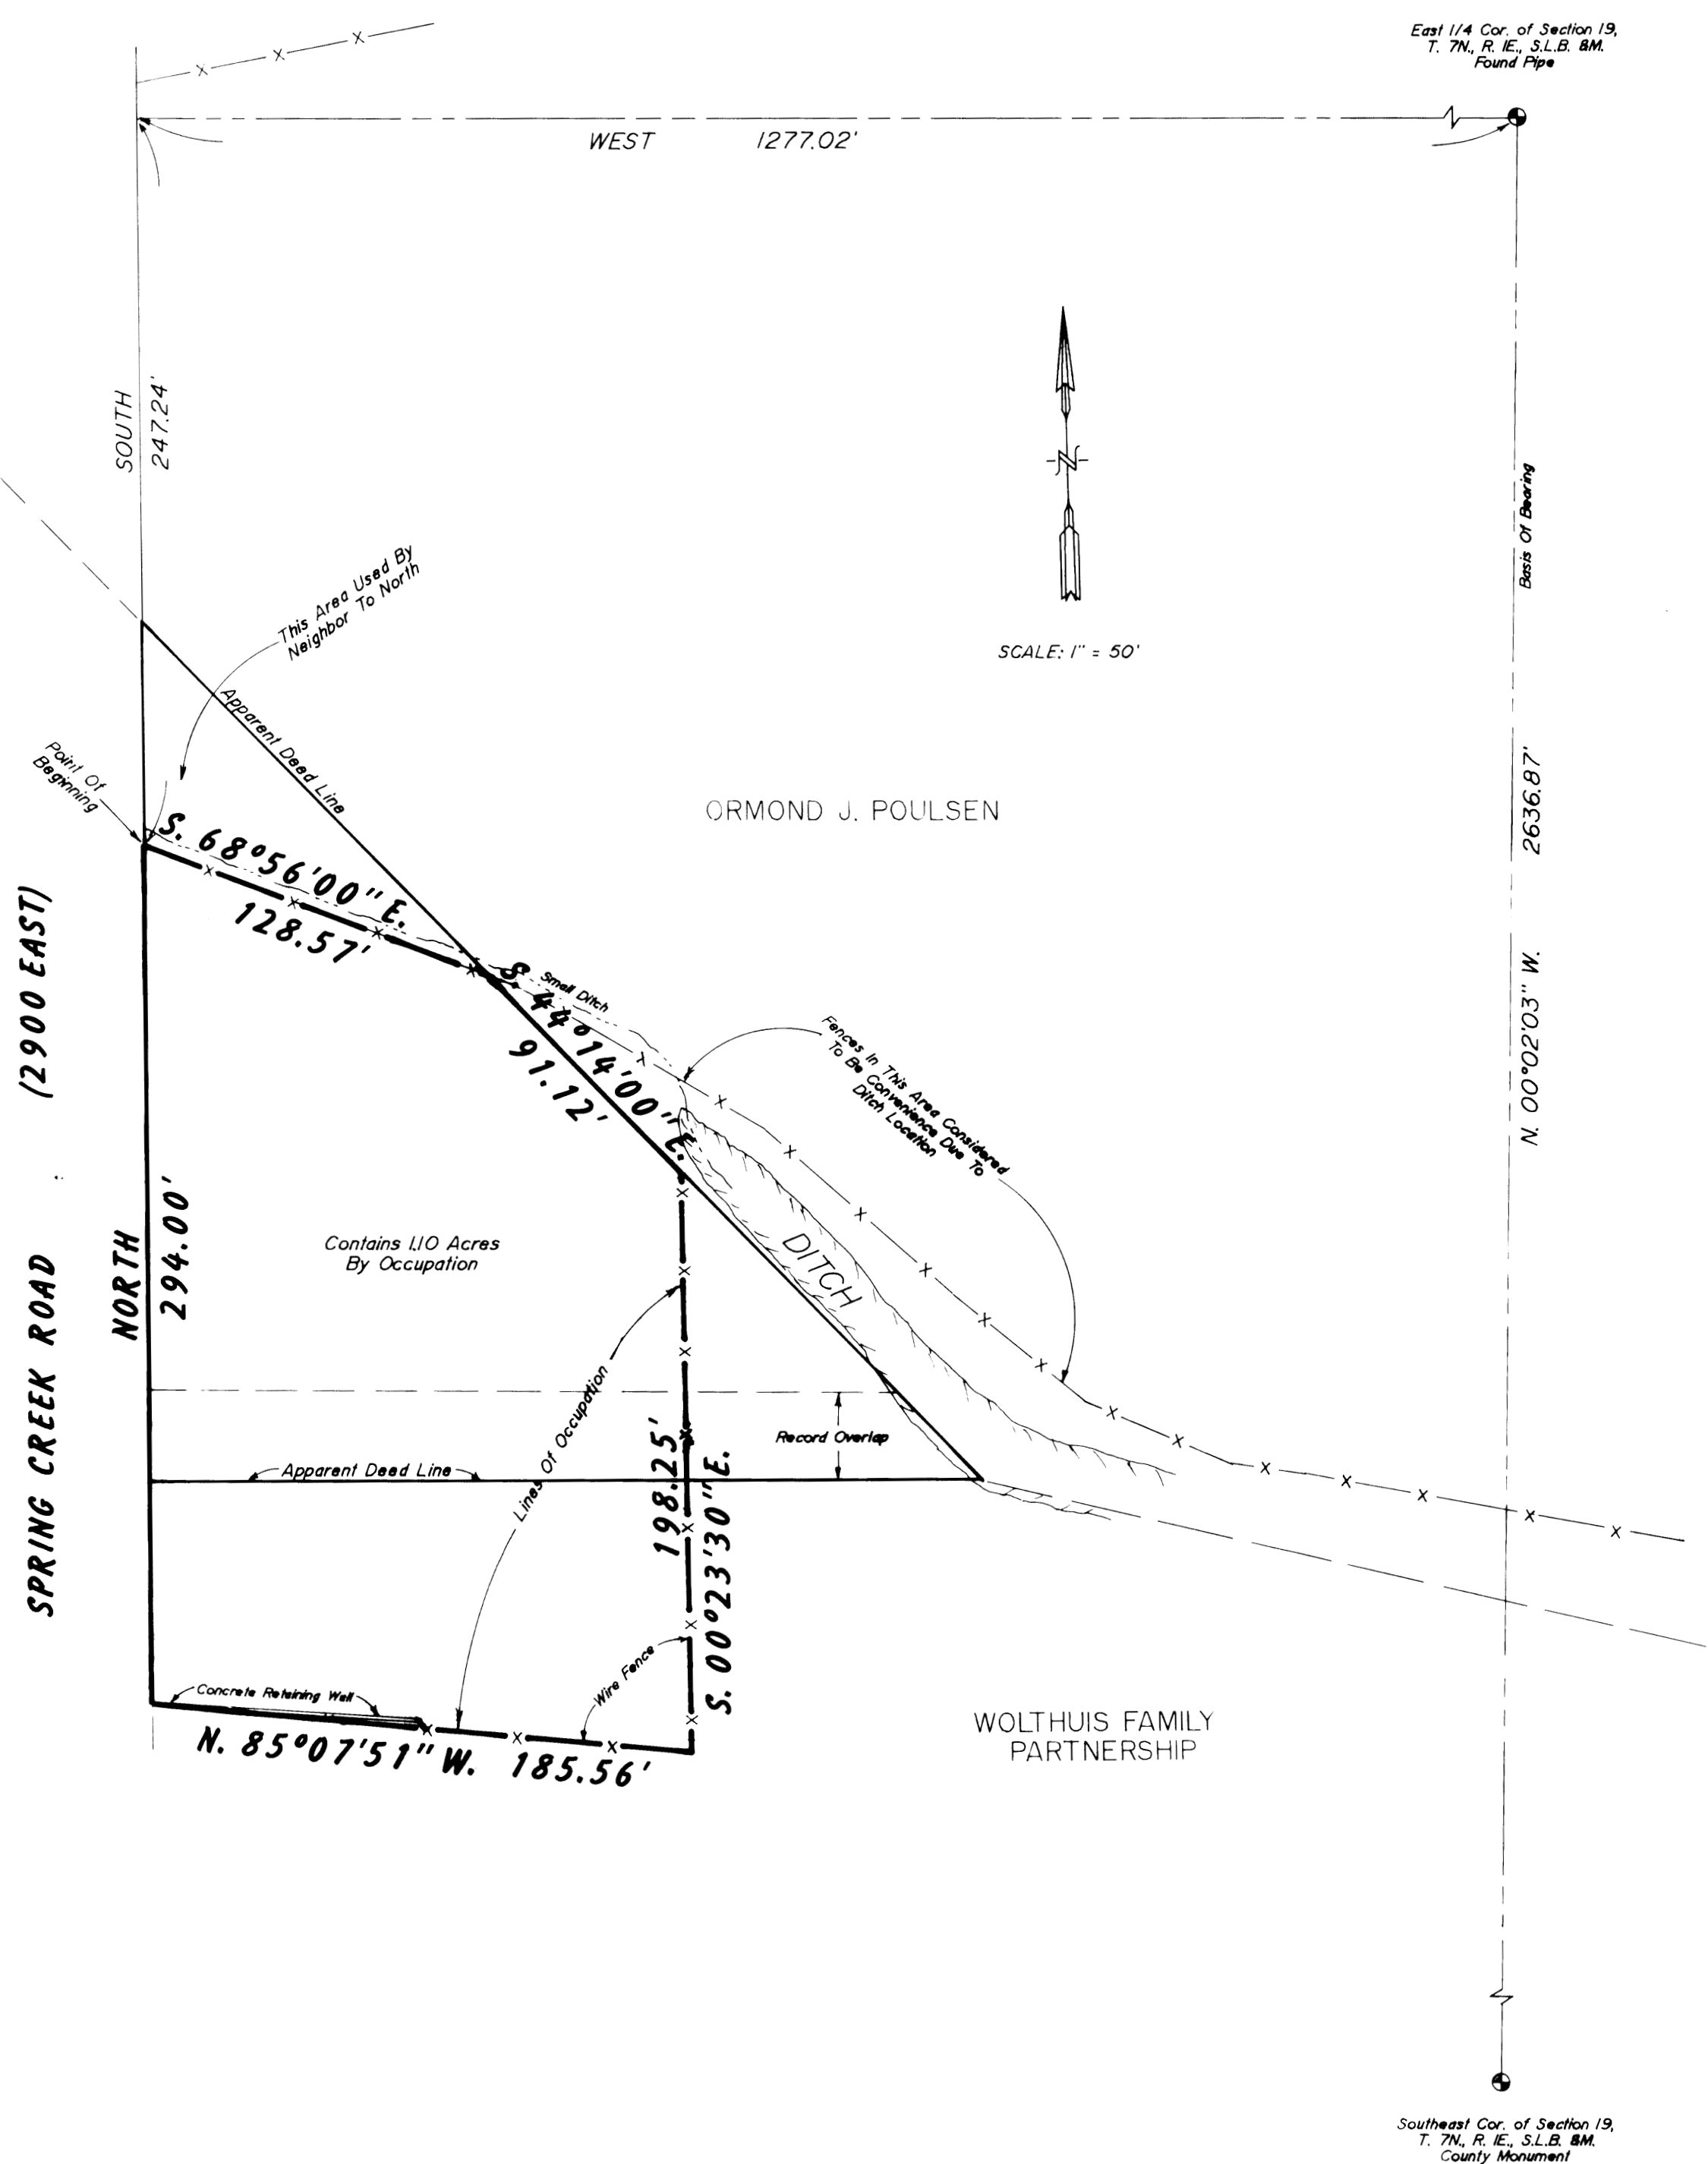 East 1/4 Cor. of Section 19,
T. 7N., R. 1E., S.L.B. &M.
Found Pipe
WEST 1277.02'
SOUTH
247.24'
Basis Of Bearing
SCALE: 1" = 50'
This Area Used By
Neighbor To North
Apparent Deed Line
Point Of
Beginning
ORMOND J. POULSEN
2636.87'
N. 00°02'03" W.
S. 68°56'00" E.
128.57'
Small Ditch
S 44°14'00" E.
91.12'
Fences In This Area Considered
To Be Convenience Due To
Ditch Location
SPRING CREEK ROAD (2900 EAST)
NORTH
294.00'
Contains 1.10 Acres
By Occupation
DITCH
Lines Of Occupation
Record Overlap
Apparent Deed Line
198.25'
S. 00°23'30" E.
Wire Fence
Concrete Retaining Wall
N. 85°07'51" W. 185.56'
WOLTHUIS FAMILY
PARTNERSHIP
Southeast Cor. of Section 19,
T. 7N., R. 1E., S.L.B. &M.
County Monument